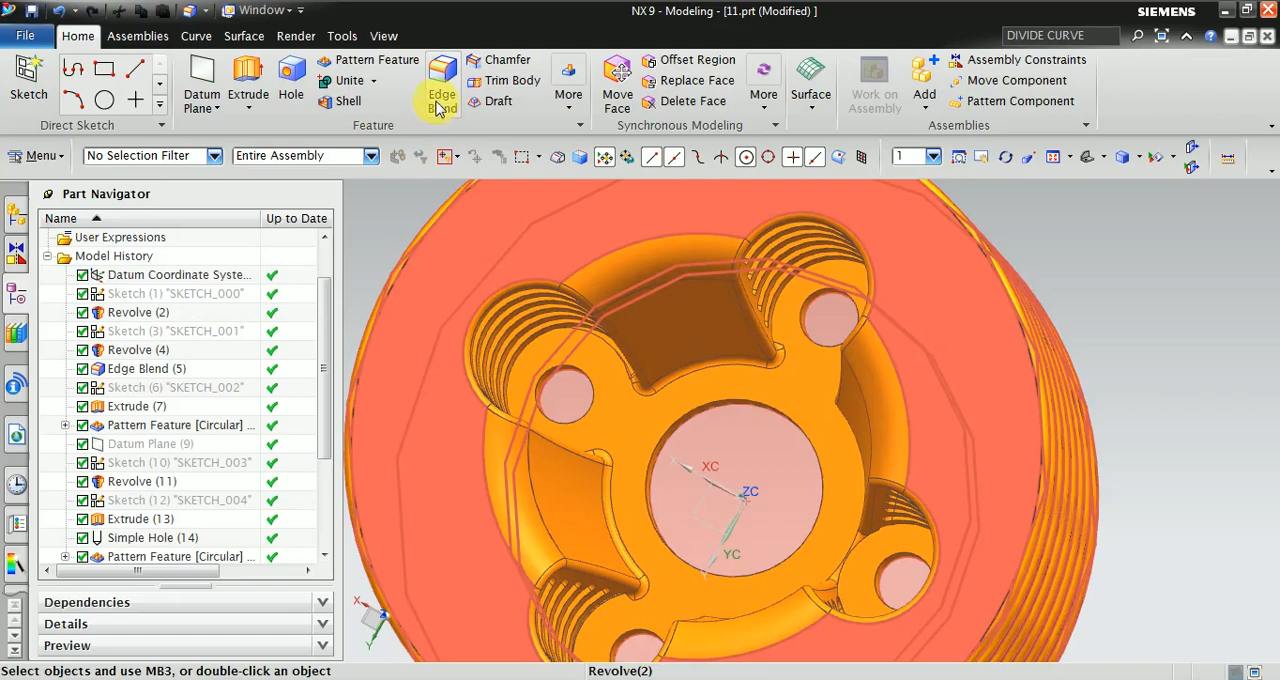 Window
NX 9 - Modeling - [11.prt (Modified) ]
SIEMENS
File
Home
Assemblies
Curve
Surface
Render
Tools
View
DIVIDE CURVE
Sketch
Direct Sketch
Datum Plane
Extrude
Hole
Pattern Feature
Unite
Shell
Edge Blend
Chamfer
Trim Body
Draft
More
Feature
Move Face
Offset Region
Replace Face
Delete Face
More
Synchronous Modeling
Surface
Work on Assembly
Add
Assembly Constraints
Move Component
Pattern Component
Assemblies
Menu
No Selection Filter
Entire Assembly
1
Part Navigator
Name
Up to Date
User Expressions
Model History
Datum Coordinate Syste...
Sketch (1) "SKETCH_000"
Revolve (2)
Sketch (3) "SKETCH_001"
Revolve (4)
Edge Blend (5)
Sketch (6) "SKETCH_002"
Extrude (7)
Pattern Feature [Circular] ...
Datum Plane (9)
Sketch (10) "SKETCH_003"
Revolve (11)
Sketch (12) "SKETCH_004"
Extrude (13)
Simple Hole (14)
Pattern Feature [Circular] ...
Dependencies
Details
Preview
XC
ZC
YC
X
Y
Select objects and use MB3, or double-click an object
Revolve(2)